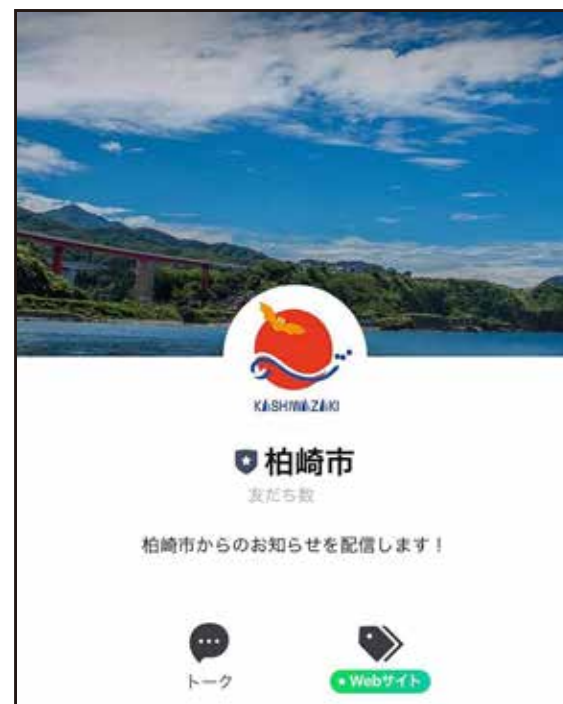 KASHIWAZAKI
柏崎市
友だち数
柏崎市からのお知らせを配信します！
トーク
Webサイト